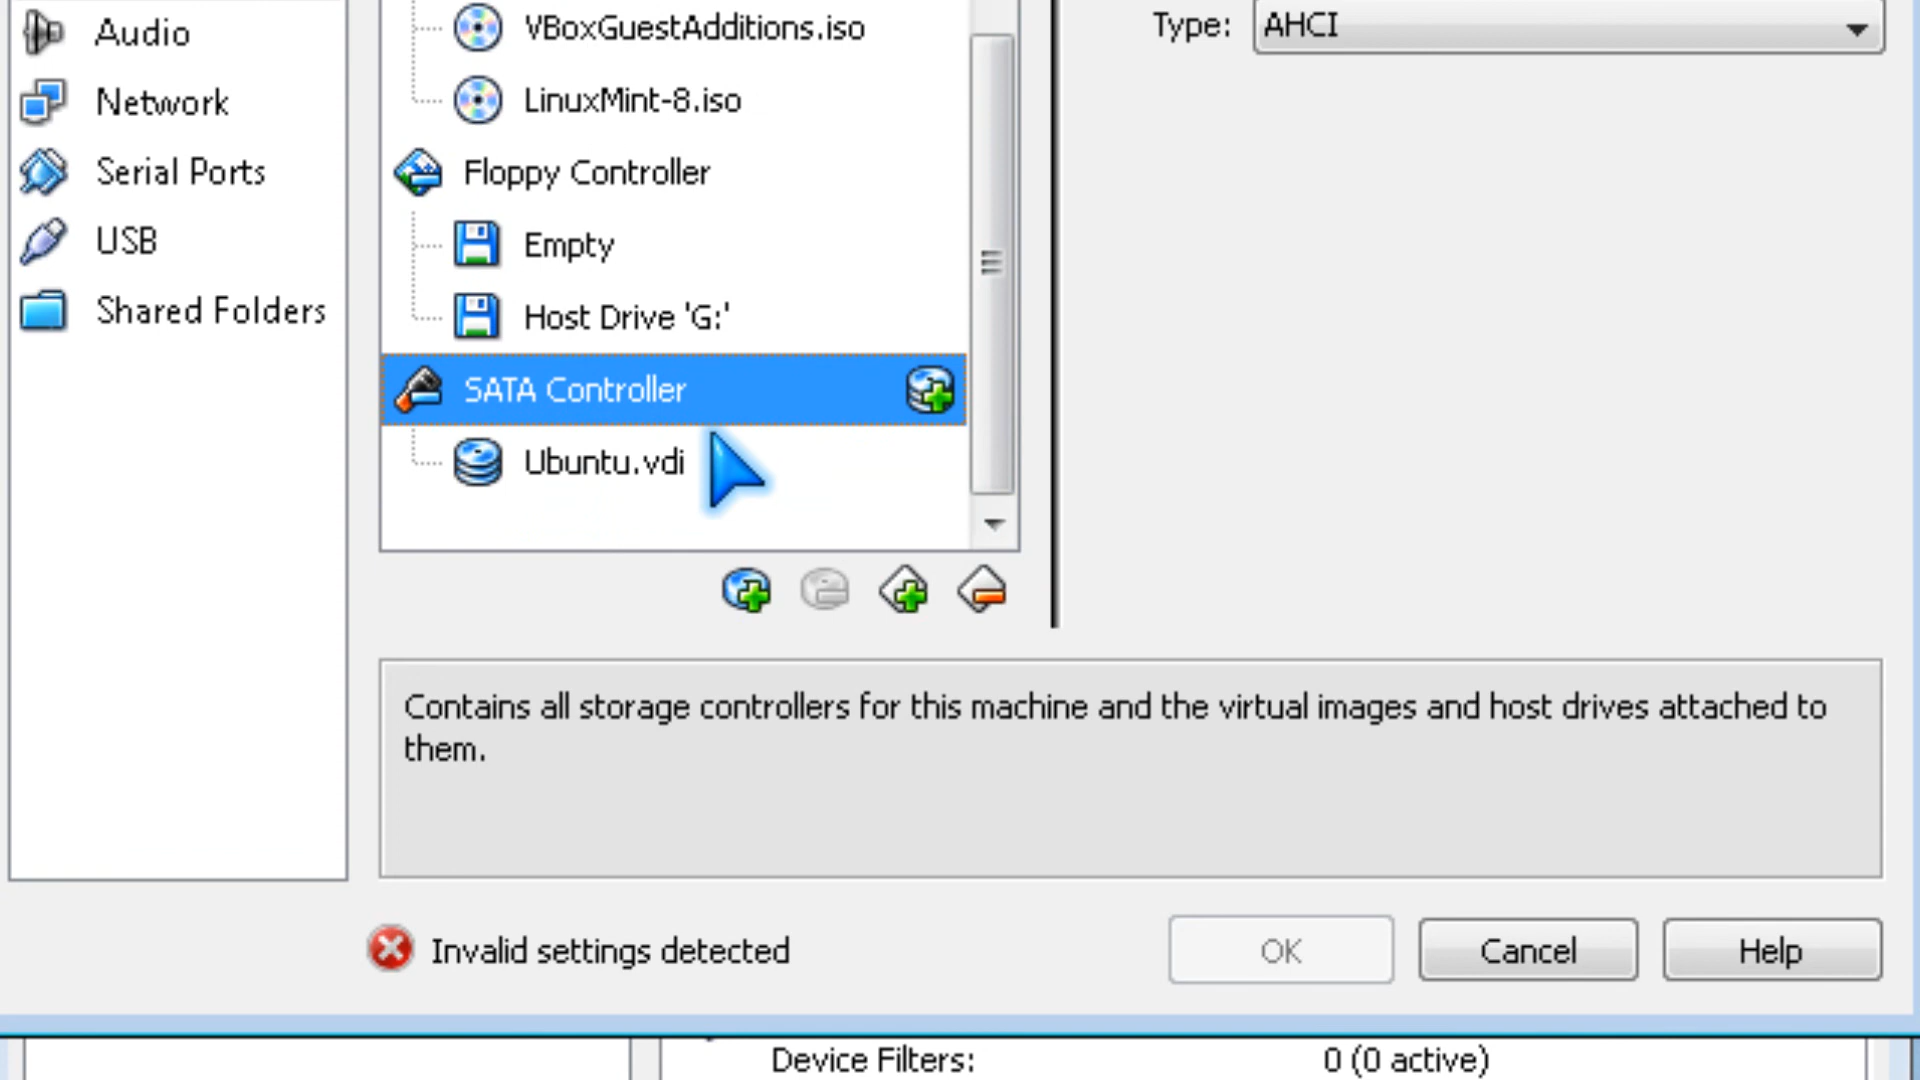 Audio
Network
Serial Ports
USB
Shared Folders
VBoxGuestAdditions.iso
LinuxMint-8.iso
Floppy Controller
Empty
Host Drive 'G:'
SATA Controller
Ubuntu.vdi
Type: AHCI
Contains all storage controllers for this machine and the virtual images and host drives attached to
them.
Invalid settings detected
OK
Cancel
Help
Device Filters: 0 (0 active)